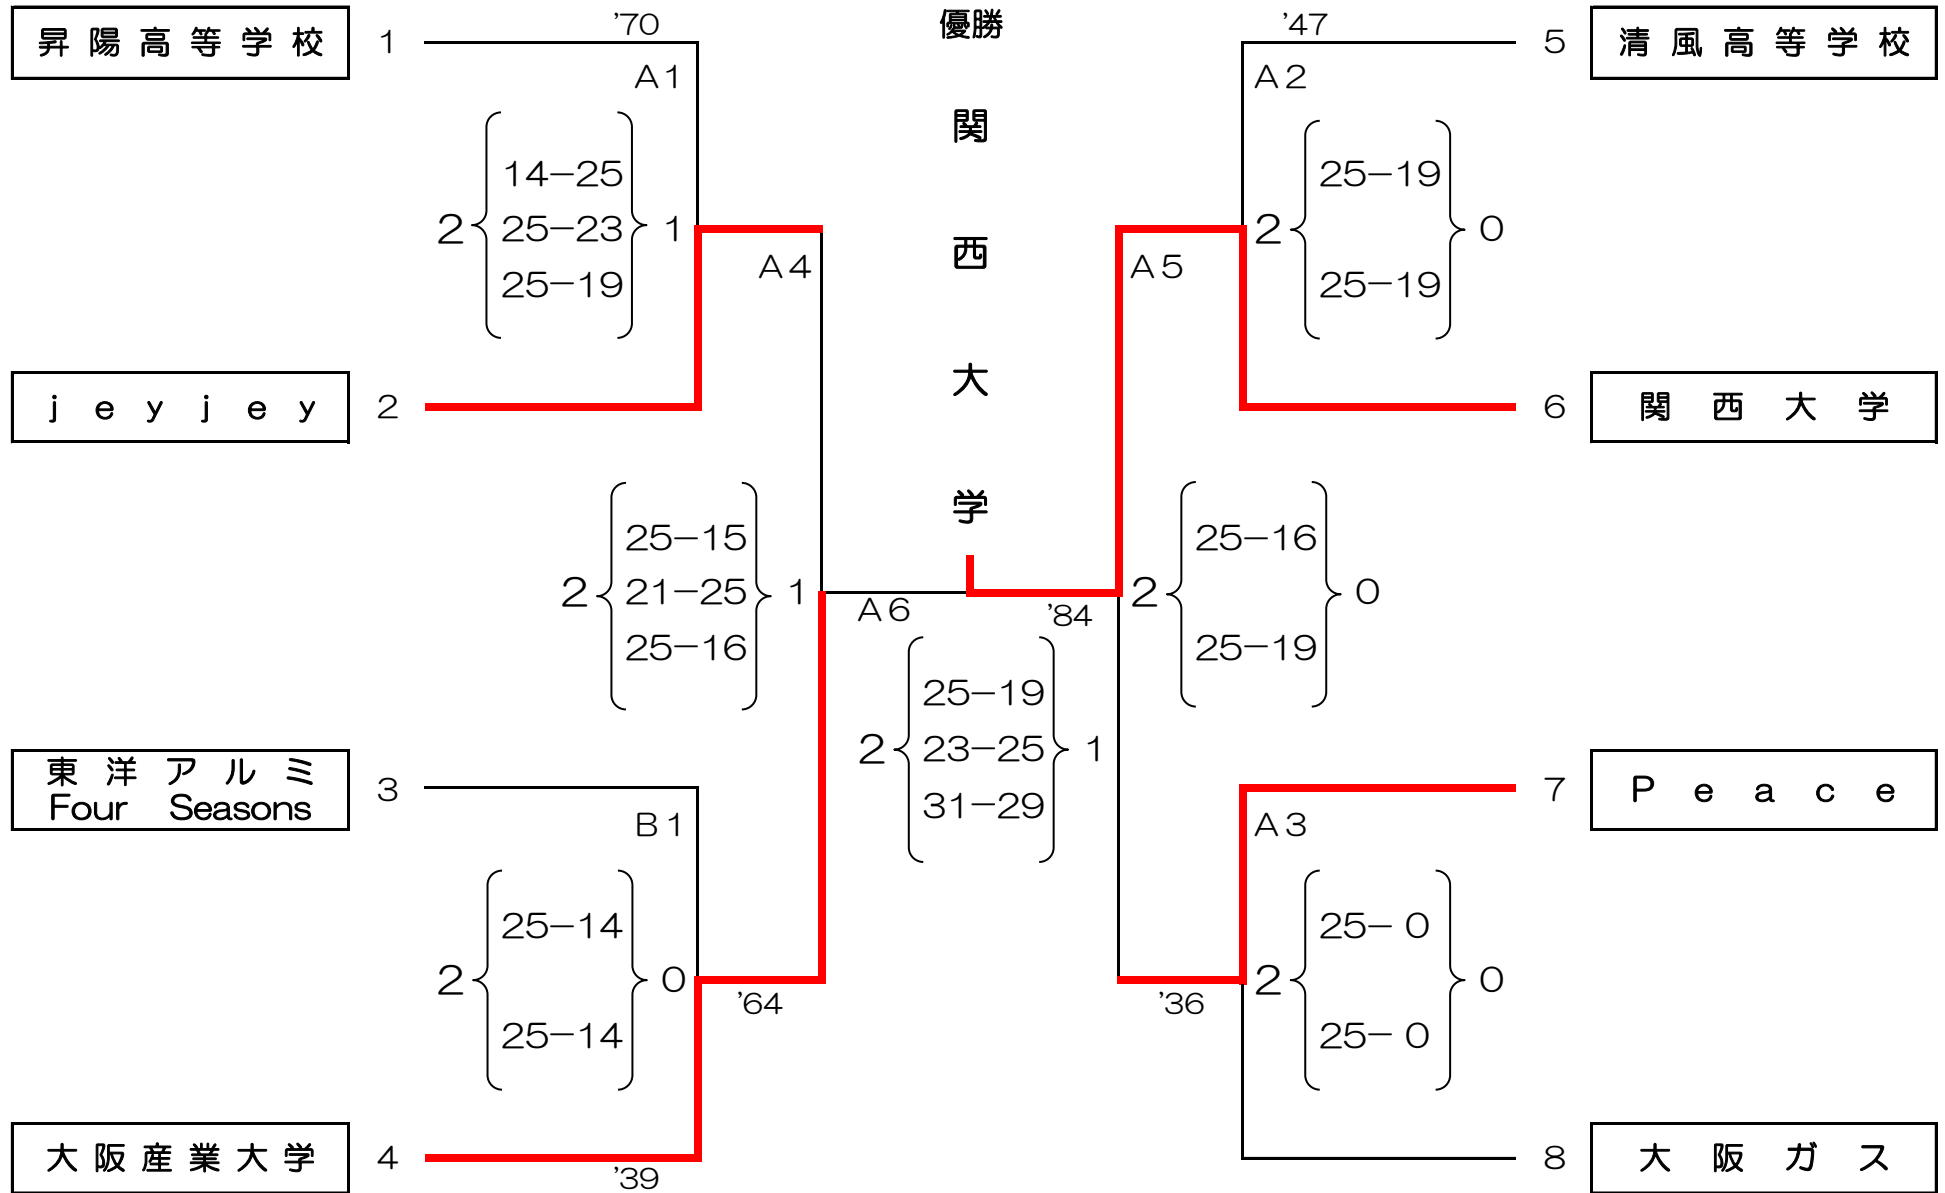 昇陽高等学校 1 '70 優勝 '47 5 清風高等学校
A1 A2
関
14-25 25-19
2 25-23 1 2 0
25-19 25-19
西
A4 A5
大
jeyjey 2 6 関西大学
学
25-15 25-16
2 21-25 1 2 0
25-16 25-19
A6 '84
25-19
2 23-25 1
31-29
東洋アルミ 3 7 Peace
Four Seasons
B1 A3
25-14 25-0
2 0 2 0
25-14 25-0
'64 '36
大阪産業大学 4 8 大阪ガス
'39